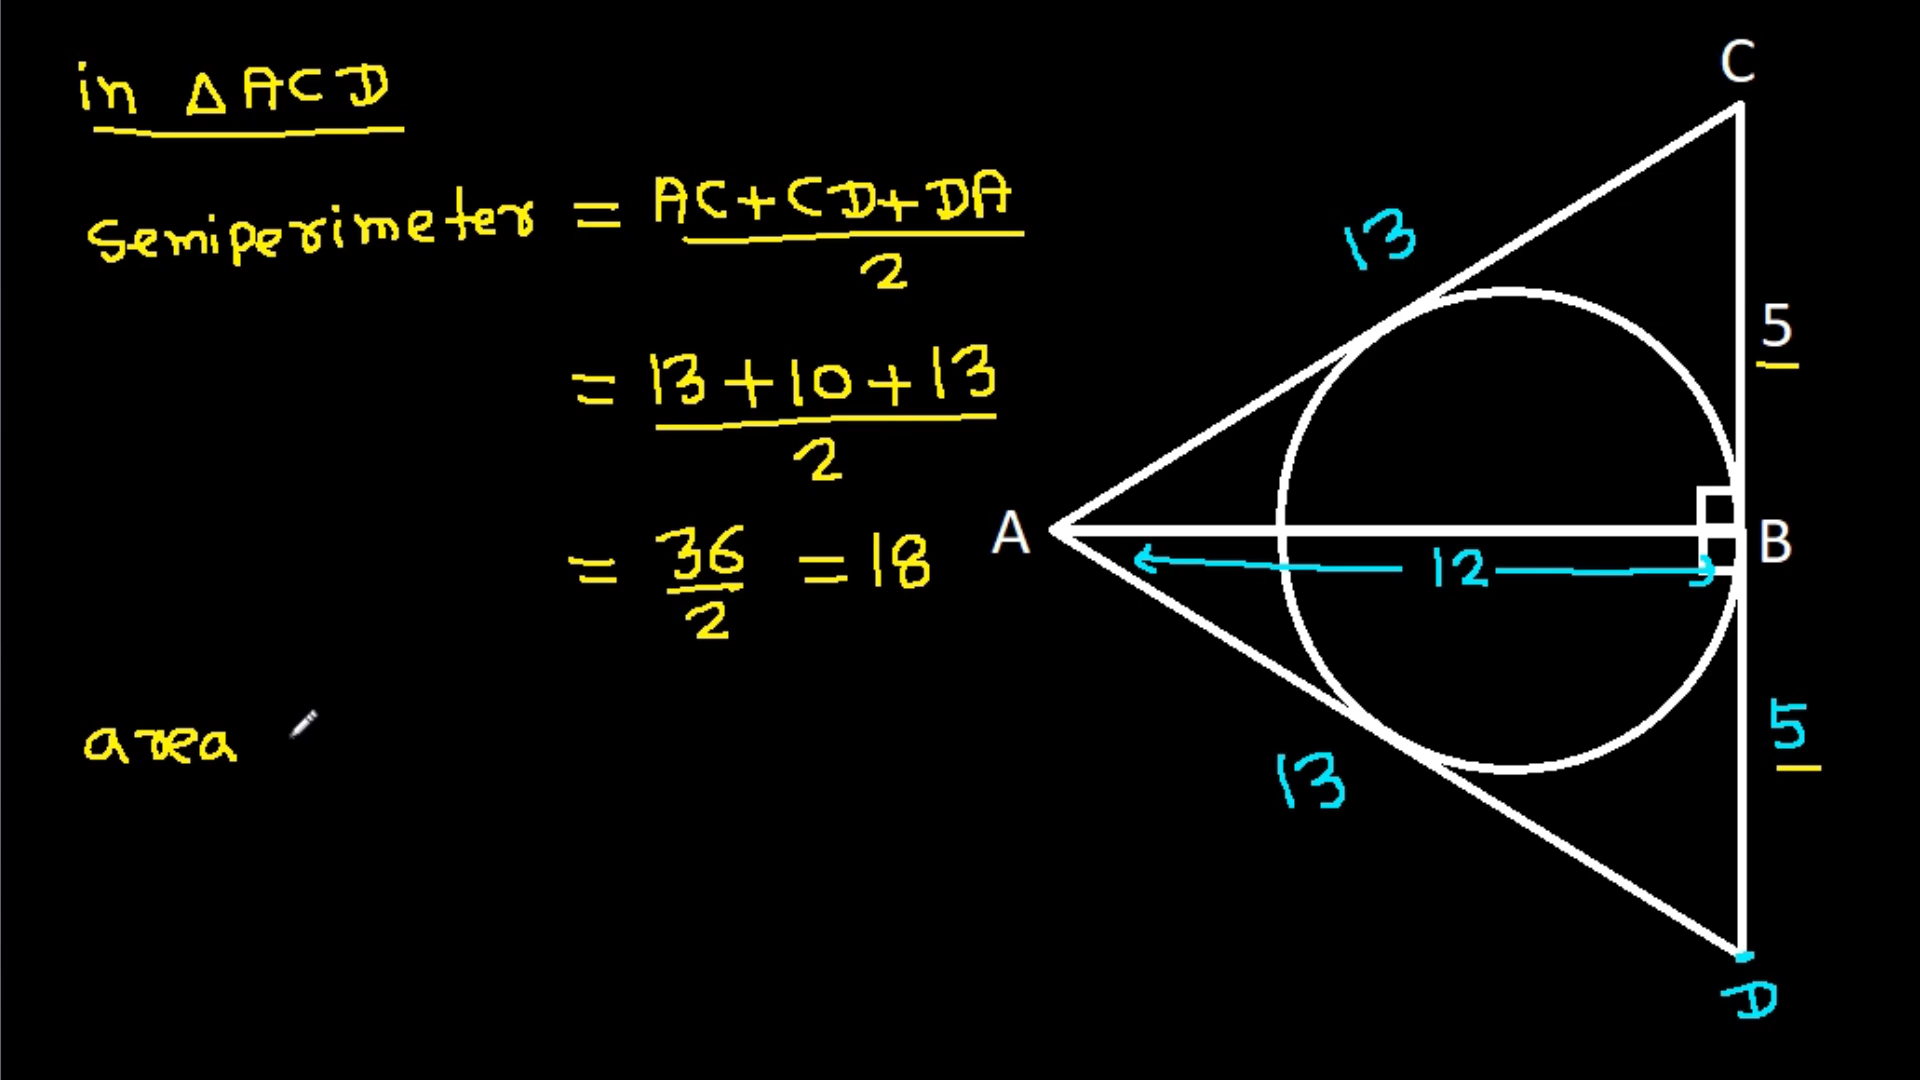 in Δ ACD
Semiperimeter = AC+CD+DA
2
= 13+10+13
2
= 36 = 18
2
area
C
13
5
A
12
B
13
5
D